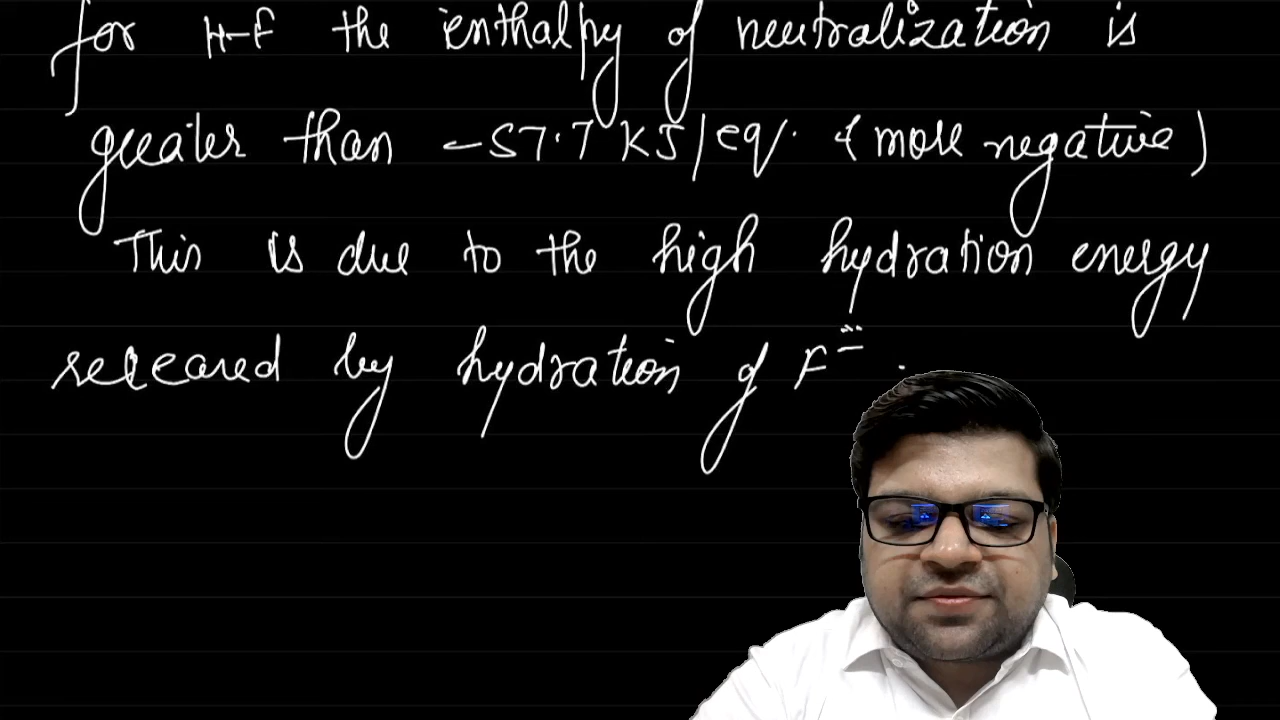 for H-F the enthalpy of neutralization is
greater than -57.7 KJ/eq. (more negative)
This is due to the high hydration energy
released by hydration of F⁻.